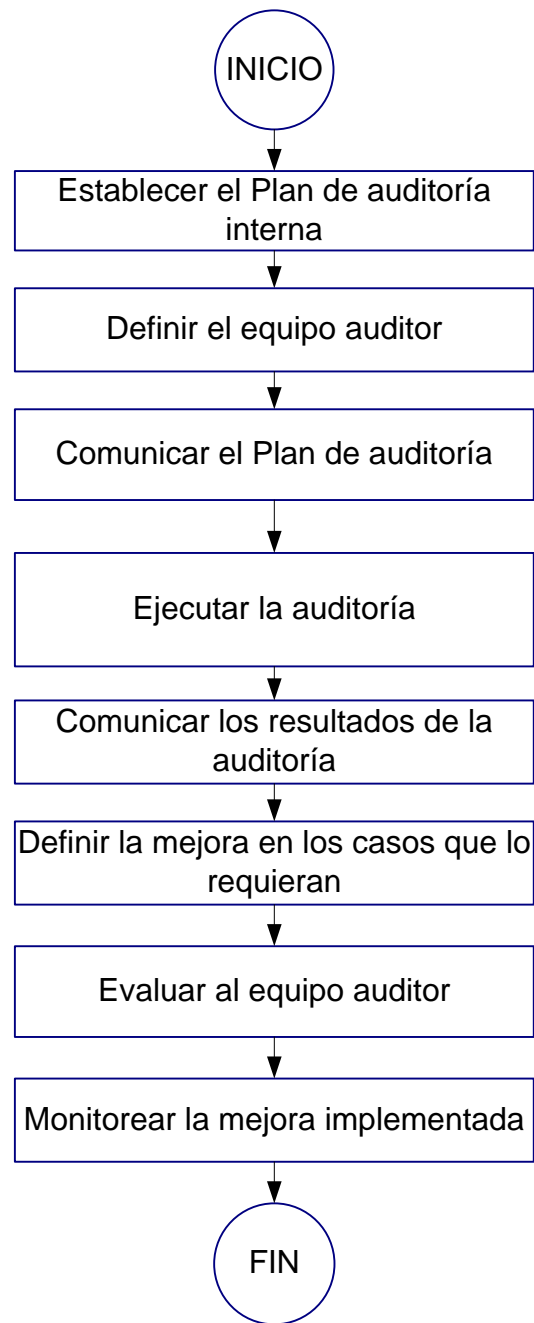 INICIO
Establecer el Plan de auditoría
interna
Definir el equipo auditor
Comunicar el Plan de auditoría
Ejecutar la auditoría
Comunicar los resultados de la
auditoría
Definir la mejora en los casos que lo
requieran
Evaluar al equipo auditor
Monitorear la mejora implementada
FIN